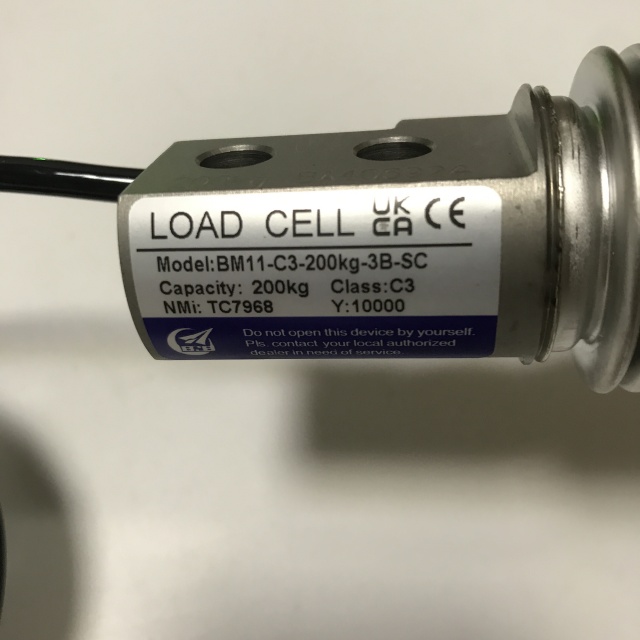 LOAD CELL UK CA CE
Model:BM11-C3-200kg-3B-SC
Capacity: 200kg Class:C3
NMi: TC7968 Y:10000
Do not open this device by yourself.
Pls. contact your local authorized
dealer in need of service.